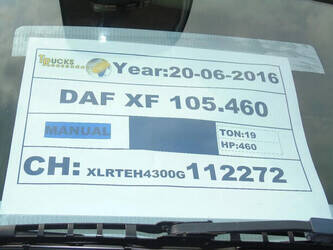 TRUCKS
Year:20-06-2016
DAF XF 105.460
MANUAL
TON:19
HP:460
CH: XLRTEH4300G112272